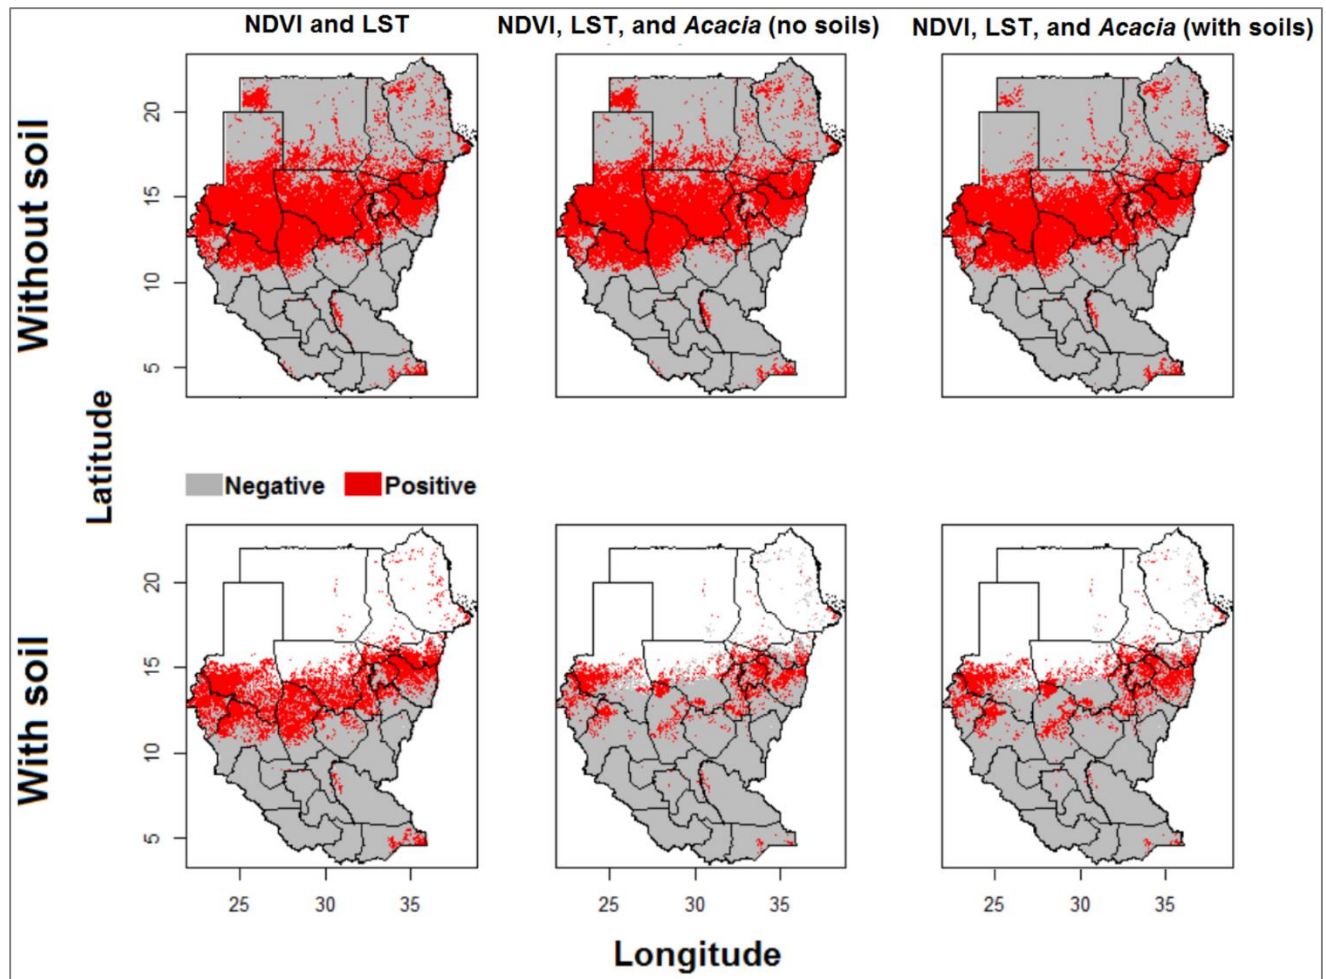 NDVI and LST
NDVI, LST, and Acacia (no soils)
NDVI, LST, and Acacia (with soils)
Without soil
20
15
10
5
Latitude
Negative
Positive
With soil
20
15
10
5
25
30
35
25
30
35
25
30
35
Longitude